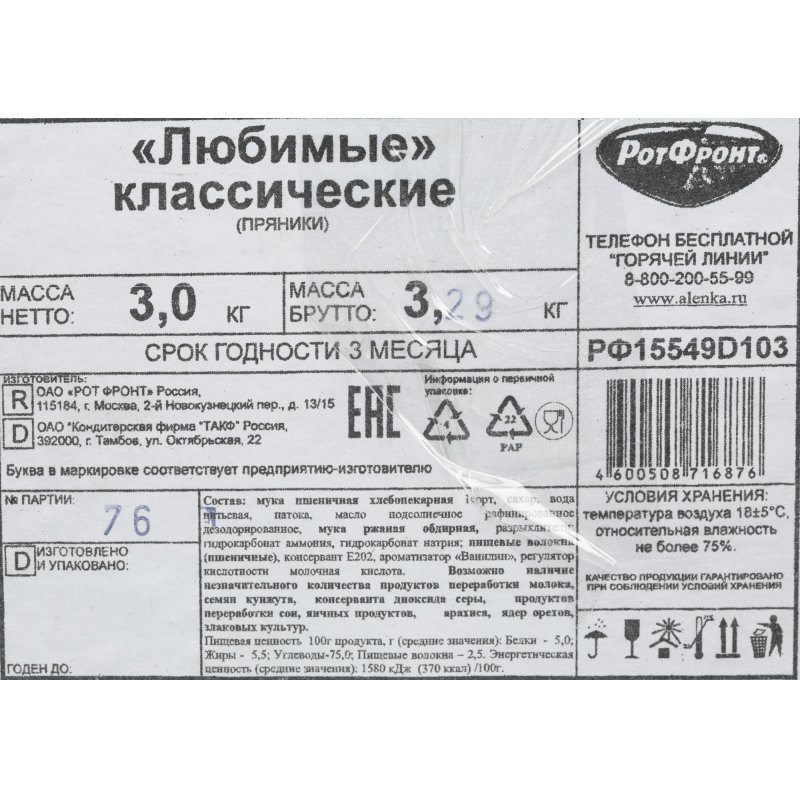 «Любимые»
классические
(ПРЯНИКИ)
МАССА НЕТТО: 3,0 КГ
МАССА БРУТТО: 3,29 КГ
СРОК ГОДНОСТИ 3 МЕСЯЦА
ИЗГОТОВИТЕЛЬ:
R ОАО «РОТ ФРОНТ» Россия,
115184, г. Москва, 2-й Новокузнецкий пер., д. 13/15
D ОАО "Кондитерская фирма "ТАКФ" Россия,
392000, г. Тамбов, ул. Октябрьская, 22
EAC
Информация о первичной
упаковке:
22
PAP
Буква в маркировке соответствует предприятию-изготовителю
№ ПАРТИИ: 76
D ИЗГОТОВЛЕНО
И УПАКОВАНО:
ГОДЕН ДО:
Состав: мука пшеничная хлебопекарная сорт, сахар, вода
питьевая, патока, масло подсолнечное рафинированное
дезодорированное, мука ржаная обдирная, разрыхлители:
гидрокарбонат аммония, гидрокарбонат натрия; пищевые волокна
(пшеничные), консервант Е202, ароматизатор «Ванилин», регулятор
кислотности молочная кислота. Возможно наличие
незначительного количества продуктов переработки молока,
семян кунжута, консерванта диоксида серы, продуктов
переработки сои, яичных продуктов, арахиса, ядер орехов,
злаковых культур.
Пищевая ценность 100г продукта, г (средние значения): Белки - 5,0;
Жиры - 5,5; Углеводы-75,0; Пищевые волокна – 2,5. Энергетическая
ценность (средние значения): 1580 кДж (370 ккал) /100г.
РотФронт®
ТЕЛЕФОН БЕСПЛАТНОЙ
"ГОРЯЧЕЙ ЛИНИИ"
8-800-200-55-99
www.alenka.ru
РФ15549D103
4 600508 716876
УСЛОВИЯ ХРАНЕНИЯ:
температура воздуха 18±5°С,
относительная влажность
не более 75%.
КАЧЕСТВО ПРОДУКЦИИ ГАРАНТИРОВАНО
ПРИ СОБЛЮДЕНИИ УСЛОВИЙ ХРАНЕНИЯ